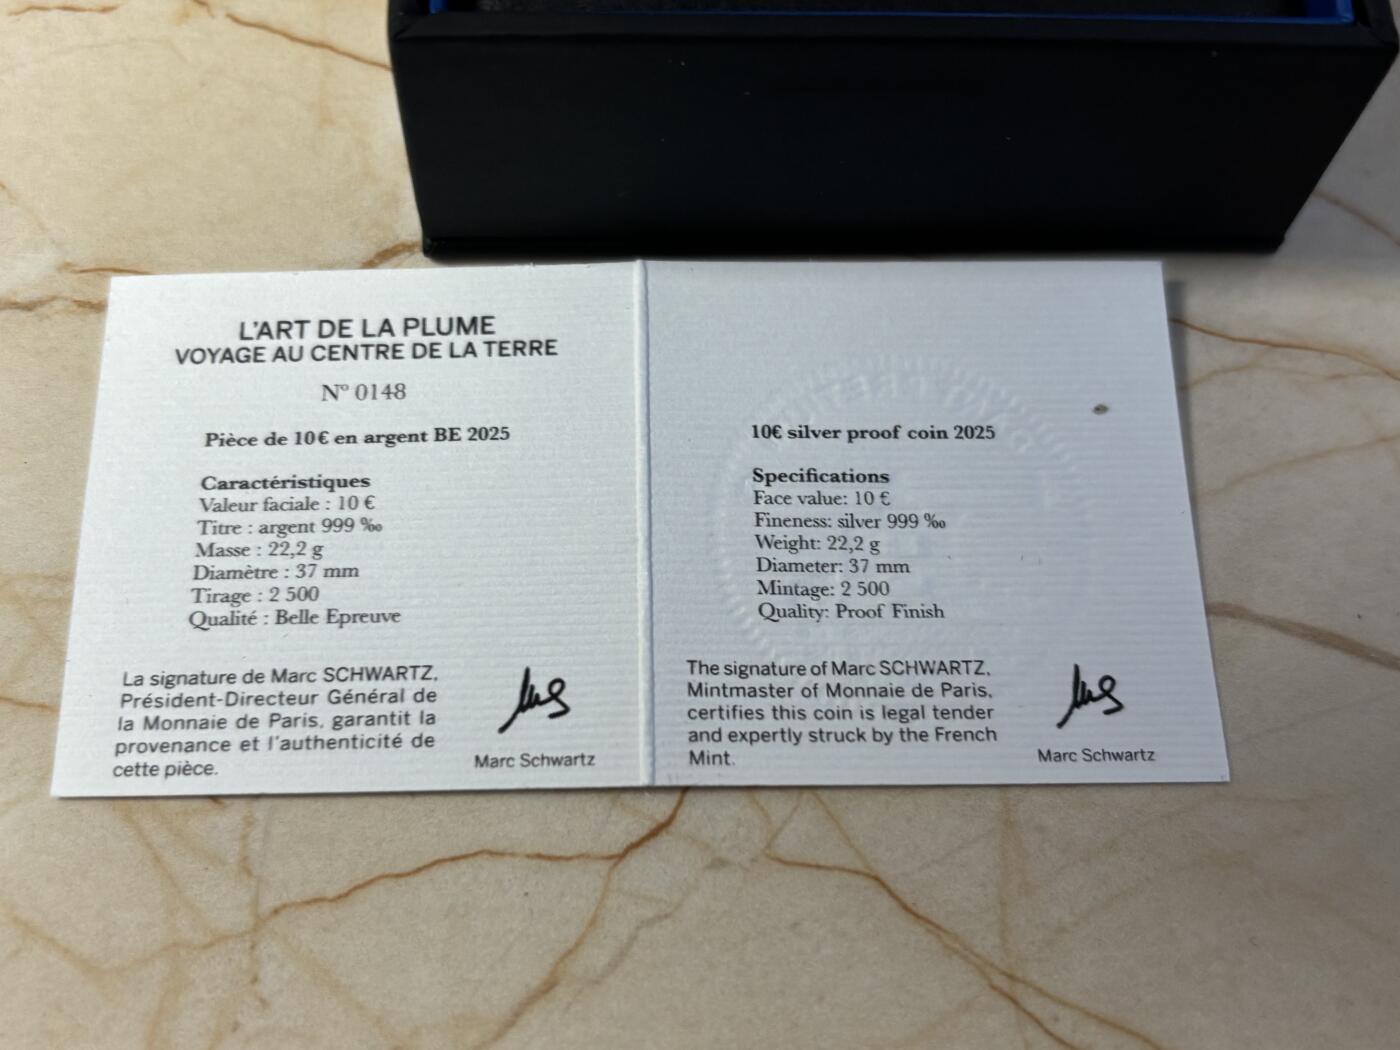 L'ART DE LA PLUME
VOYAGE AU CENTRE DE LA TERRE
N° 0148
Pièce de 10€ en argent BE 2025
Caractéristiques
Valeur faciale : 10 €
Titre : argent 999 ‰
Masse : 22,2 g
Diamètre : 37 mm
Tirage : 2 500
Qualité : Belle Epreuve
La signature de Marc SCHWARTZ,
Président-Directeur Général de
la Monnaie de Paris, garantit la
provenance et l'authenticité de
cette pièce.
Marc Schwartz
10€ silver proof coin 2025
Specifications
Face value: 10 €
Fineness: silver 999 ‰
Weight: 22,2 g
Diameter: 37 mm
Mintage: 2 500
Quality: Proof Finish
The signature of Marc SCHWARTZ,
Mintmaster of Monnaie de Paris,
certifies this coin is legal tender
and expertly struck by the French
Mint.
Marc Schwartz